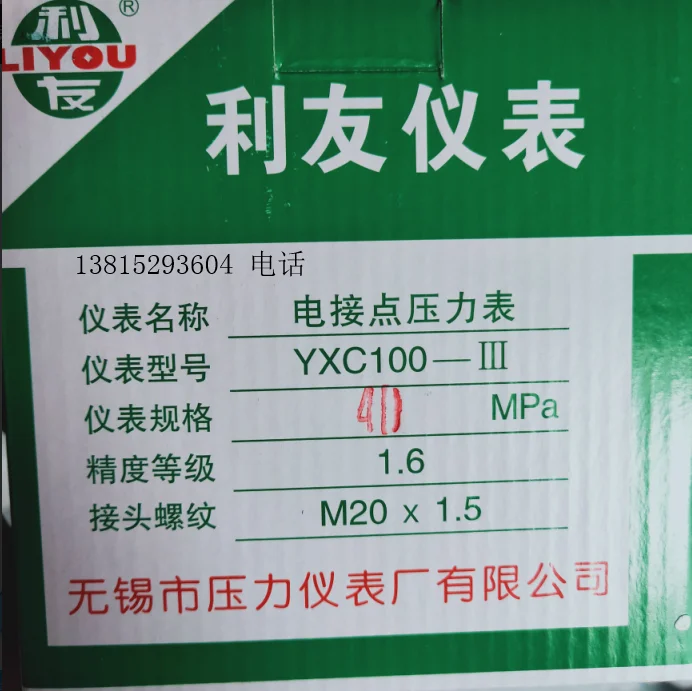 利
®
LIYOU
友
利友仪表
13815293604 电话
仪表名称 电接点压力表
仪表型号 YXC100—Ⅲ
仪表规格 40 MPa
精度等级 1.6
接头螺纹 M20 x 1.5
无锡市压力仪表厂有限公司